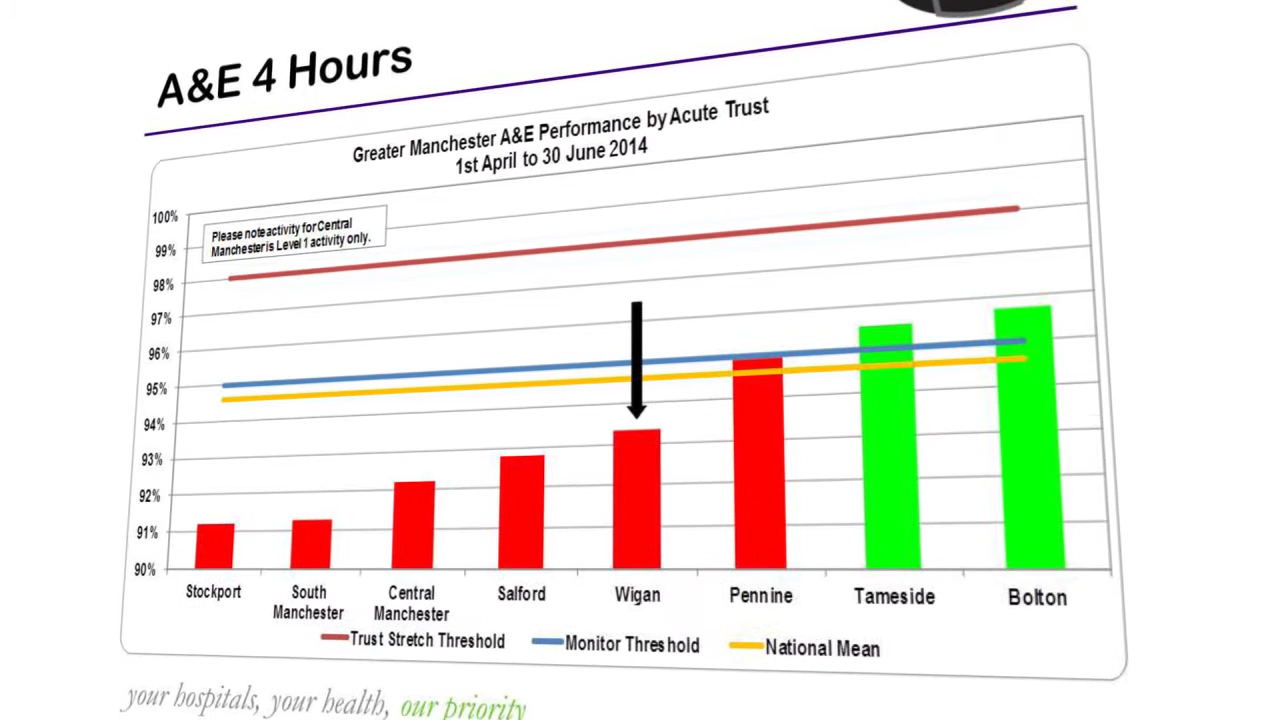 A&E 4 Hours
Greater Manchester A&E Performance by Acute Trust
1st April to 30 June 2014
Please note activity for Central
Manchester is Level 1 activity only.
100%
99%
98%
97%
96%
95%
94%
93%
92%
91%
90%
Stockport
South Manchester
Central Manchester
Salford
Wigan
Pennine
Tameside
Bolton
Trust Stretch Threshold
Monitor Threshold
National Mean
your hospitals, your health, our priority